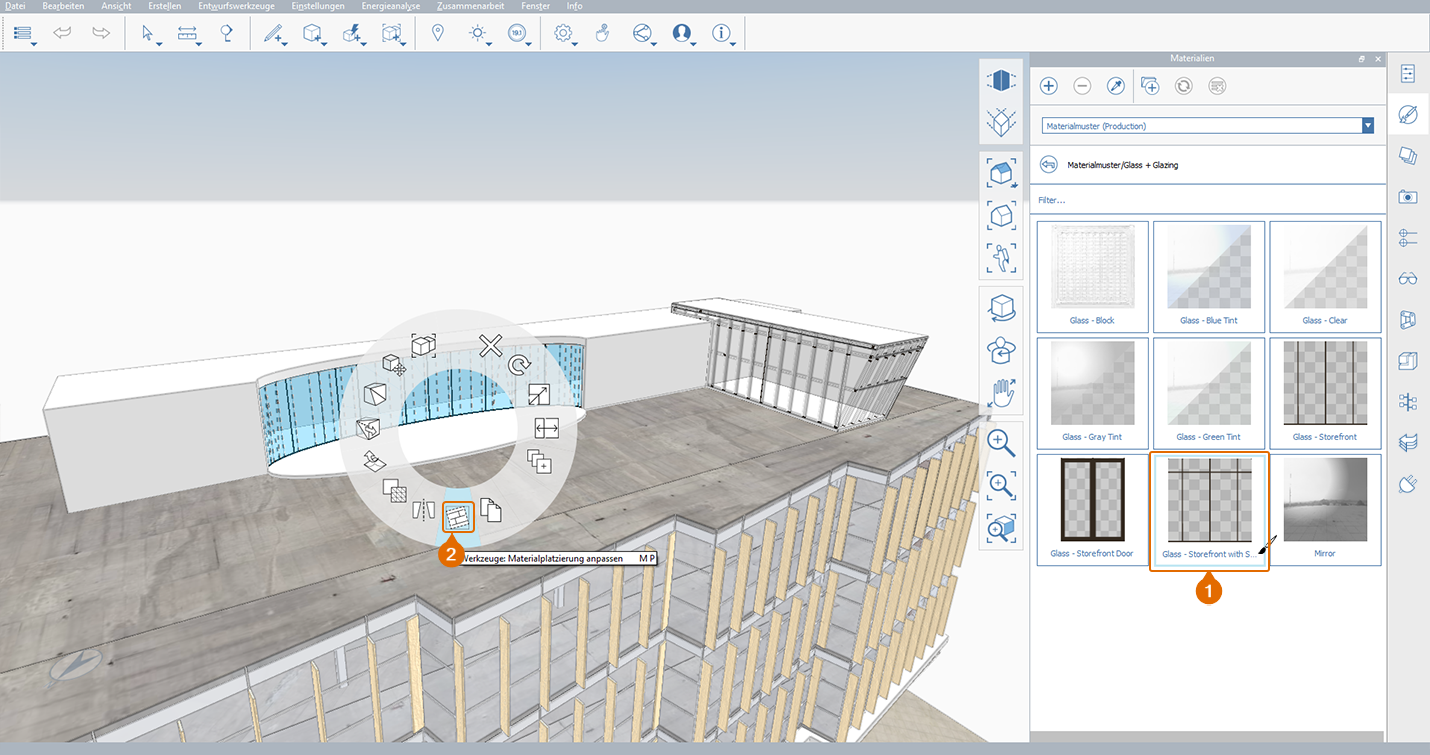 Datei Bearbeiten Ansicht Erstellen Entwurfswerkzeuge Einstellungen Energieanalyse Zusammenarbeit Fenster Info
19.1
Materialien
Materialmuster (Production)
Materialmuster/Glass + Glazing
Filter...
Glass - Block Glass - Blue Tint Glass - Clear
Glass - Gray Tint Glass - Green Tint Glass - Storefront
Glass - Storefront Door Glass - Storefront with S... Mirror
1
2
Werkzeuge: Materialplatzierung anpassen M P